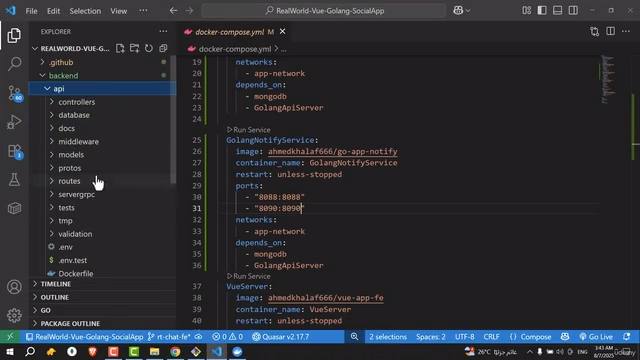 File Edit
RealWorld-Vue-Golang-SocialApp
EXPLORER
REALWORLD-VUE-G...
.github
backend
api
controllers
database
docs
middleware
models
protos
routes
servergrpc
tests
tmp
validation
.env
.env.test
Dockerfile
TIMELINE
OUTLINE
GO
PACKAGE OUTLINE
docker-compose.yml M
docker-compose.yml > ...
19 networks:
20 - app-network
21 depends_on:
22 - mongodb
23 - GolangApiServer
24
25
Run Service
26 GolangNotifyService:
27 image: ahmedkhalaf666/go-app-notify
28 container_name: GolangNotifyService
29 restart: unless-stopped
ports:
30 - "8088:8088"
31 - "8090:8090"
32 networks:
33 - app-network
34 depends_on:
35 - mongodb
36 - GolangApiServer
Run Service
37 VueServer:
38 image: ahmedkhalaf666/vue-app-fe
39 container_name: VueServer
40 restart: unless-stopped
RealWorld-Vue-Golang-SocialApp
rt-chat-fe*
Quasar v2.17.7
2 selections
Spaces: 2
Go Live
26°C
3:43 AM
8/7/2025